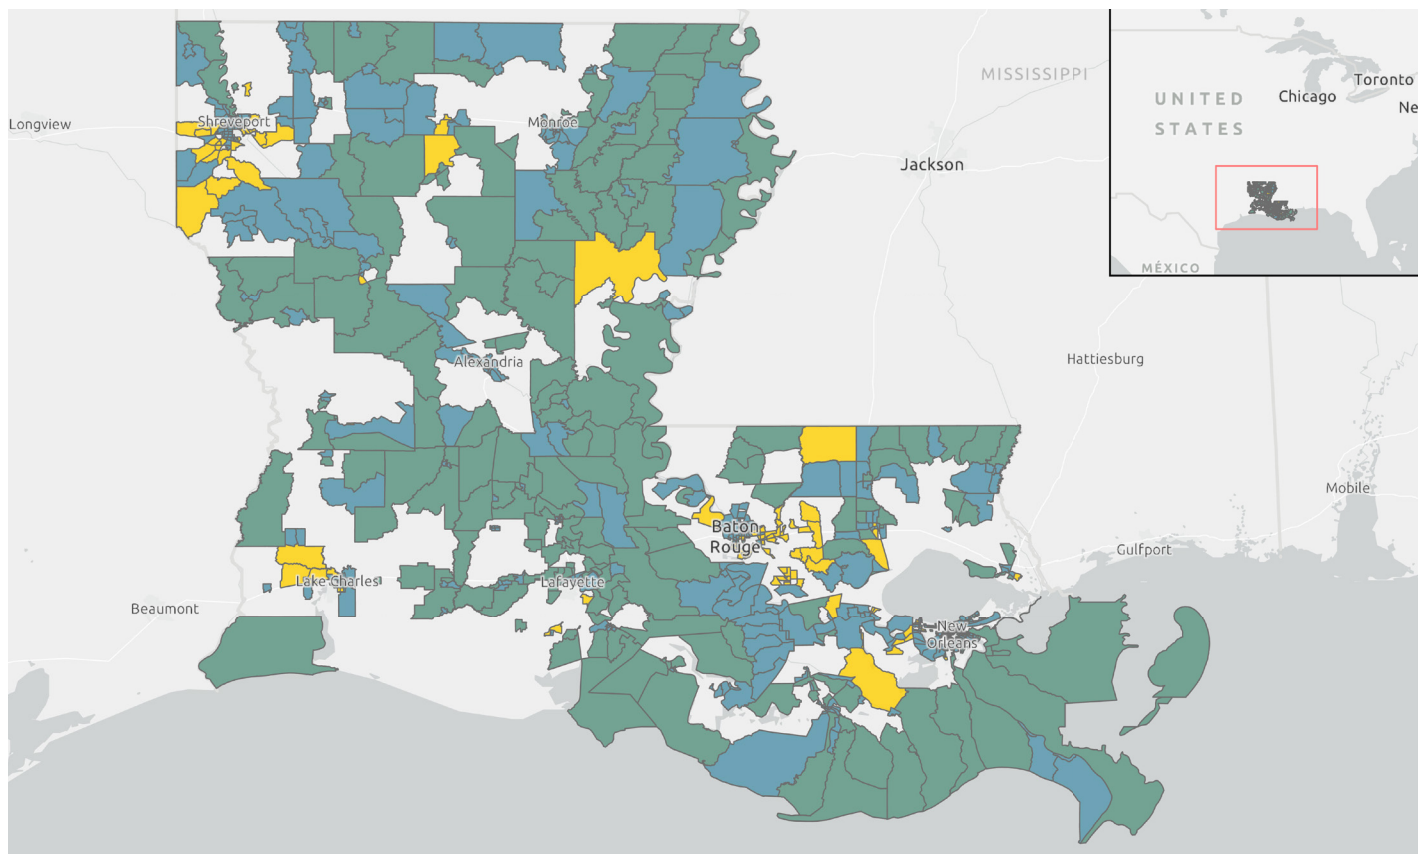 MISSISSIPPI
Toronto
Chicago
Ne
UNITED
STATES
Longview
Shreveport
Monroe
Jackson
MÉXICO
Alexandria
Hattiesburg
Mobile
Baton
Rouge
Gulfport
Lake Charles
Lafayette
Beaumont
New
Orleans